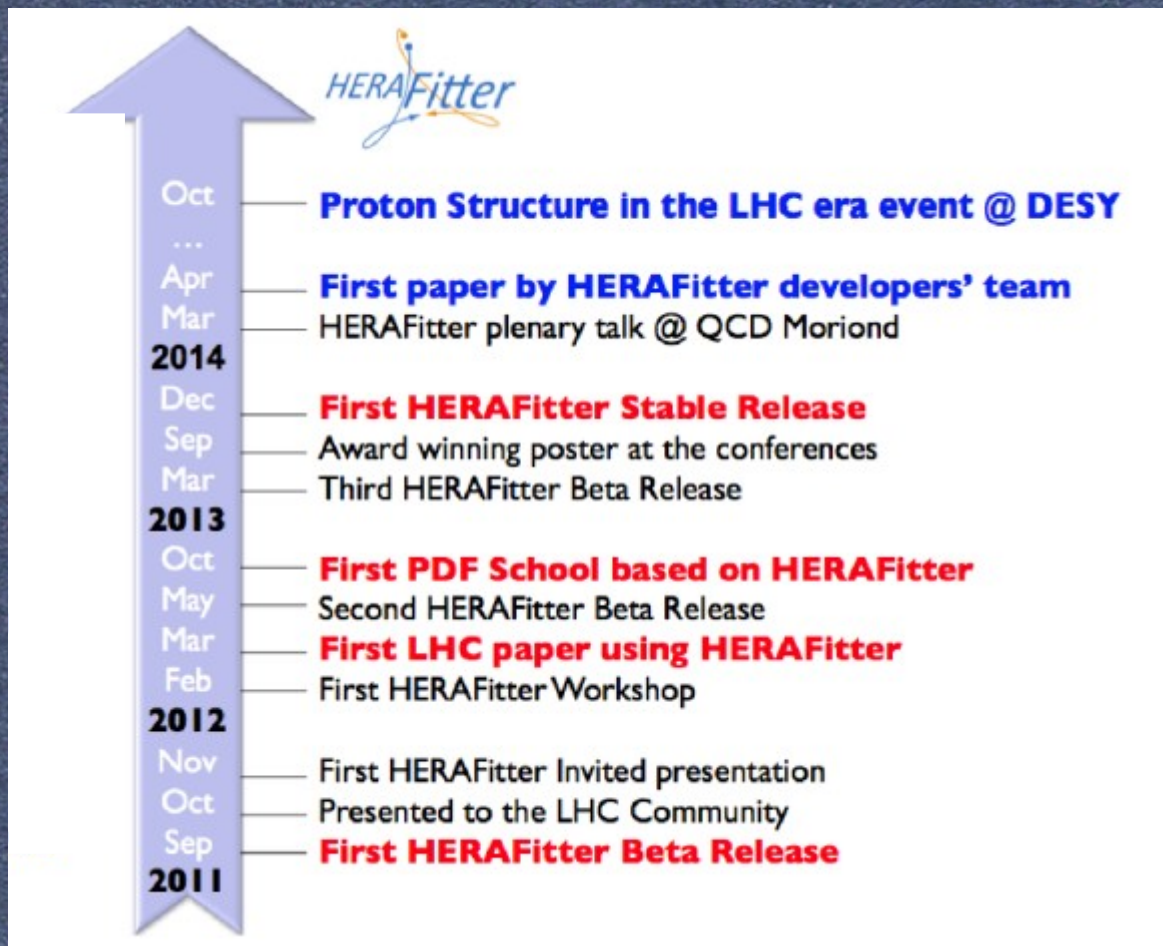 HERAFitter
Oct Proton Structure in the LHC era event @ DESY
...
Apr First paper by HERAFitter developers' team
Mar HERAFitter plenary talk @ QCD Moriond
2014
Dec First HERAFitter Stable Release
Sep Award winning poster at the conferences
Mar Third HERAFitter Beta Release
2013
Oct First PDF School based on HERAFitter
May Second HERAFitter Beta Release
Mar First LHC paper using HERAFitter
Feb First HERAFitter Workshop
2012
Nov First HERAFitter Invited presentation
Oct Presented to the LHC Community
Sep First HERAFitter Beta Release
2011